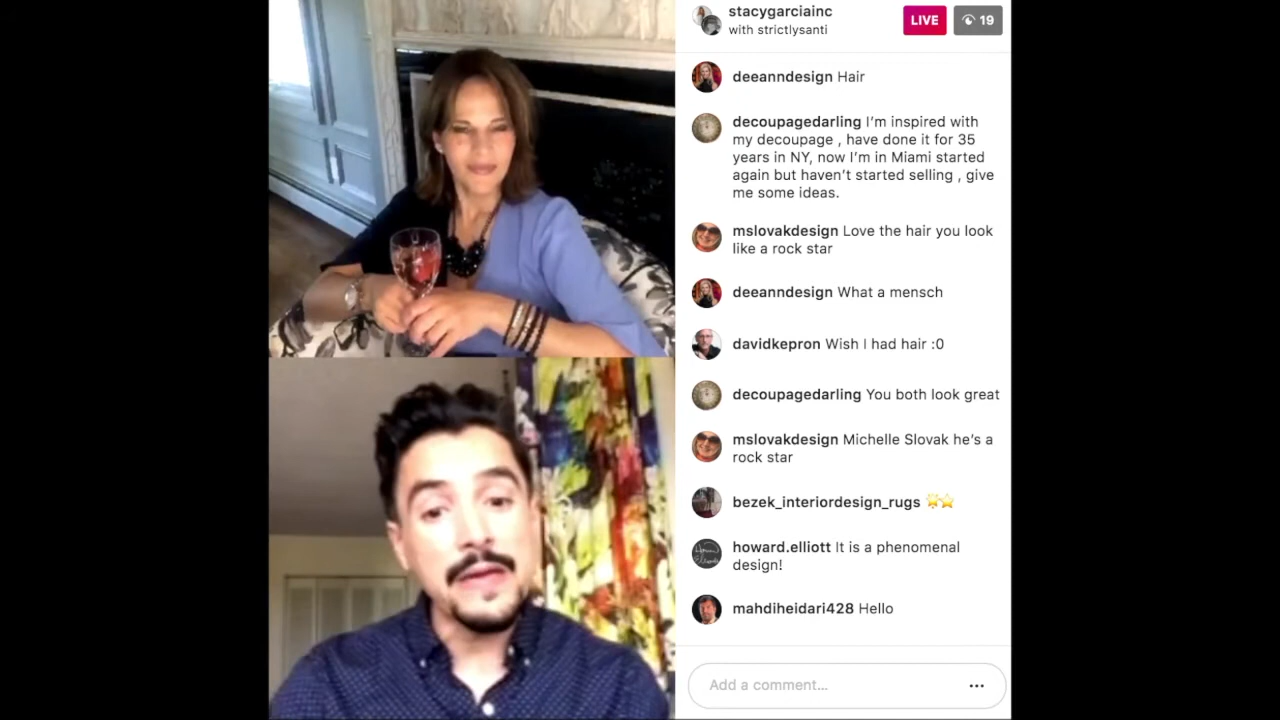 stacygarciainc
with strictlysanti
LIVE
19
deeanndesign Hair
decoupagedarling I'm inspired with
my decoupage , have done it for 35
years in NY, now I'm in Miami started
again but haven't started selling , give
me some ideas.
mslovakdesign Love the hair you look
like a rock star
deeanndesign What a mensch
davidkepron Wish I had hair :0
decoupagedarling You both look great
mslovakdesign Michelle Slovak he's a
rock star
bezek_interiordesign_rugs 🌟⭐
howard.elliott It is a phenomenal
design!
mahdiheidari428 Hello
Add a comment...